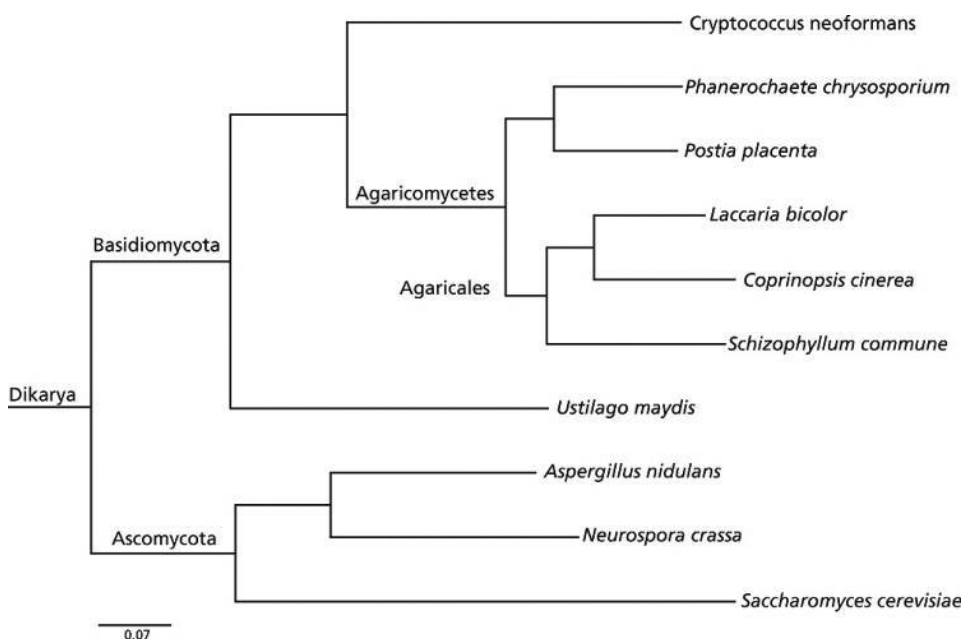 Cryptococcus neoformans
Phanerochaete chrysosporium
Postia placenta
Agaricomycetes
Laccaria bicolor
Basidiomycota
Coprinopsis cinerea
Agaricales
Schizophyllum commune
Dikarya
Ustilago maydis
Aspergillus nidulans
Ascomycota
Neurospora crassa
Saccharomyces cerevisiae
0.07